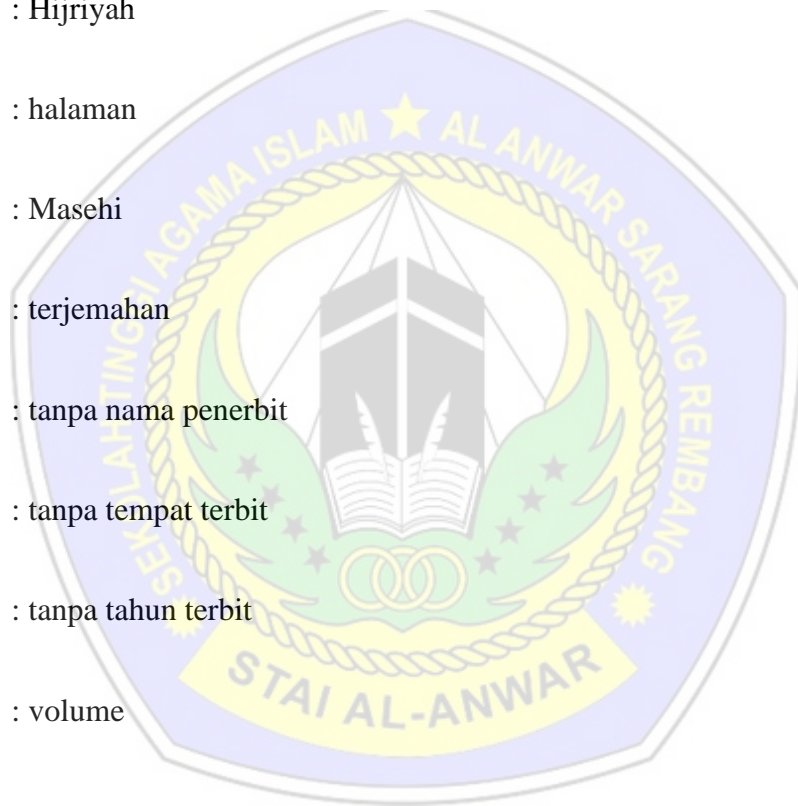 : Hijriyah
: halaman
: Masehi
: terjemahan
: tanpa nama penerbit
: tanpa tempat terbit
: tanpa tahun terbit
: volume
SEKOLAH TINGGI AGAMA ISLAM ★ AL ANWAR SARANG REMBANG
STAI AL-ANWAR